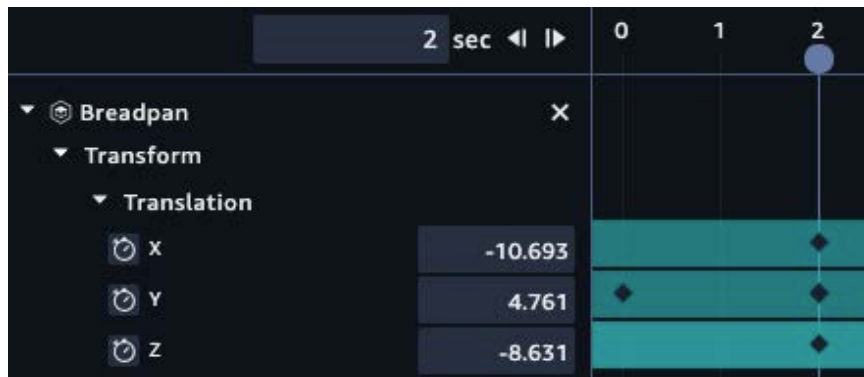 2 sec 0 1 2
Breadpan
Transform
Translation
X -10.693
Y 4.761
Z -8.631